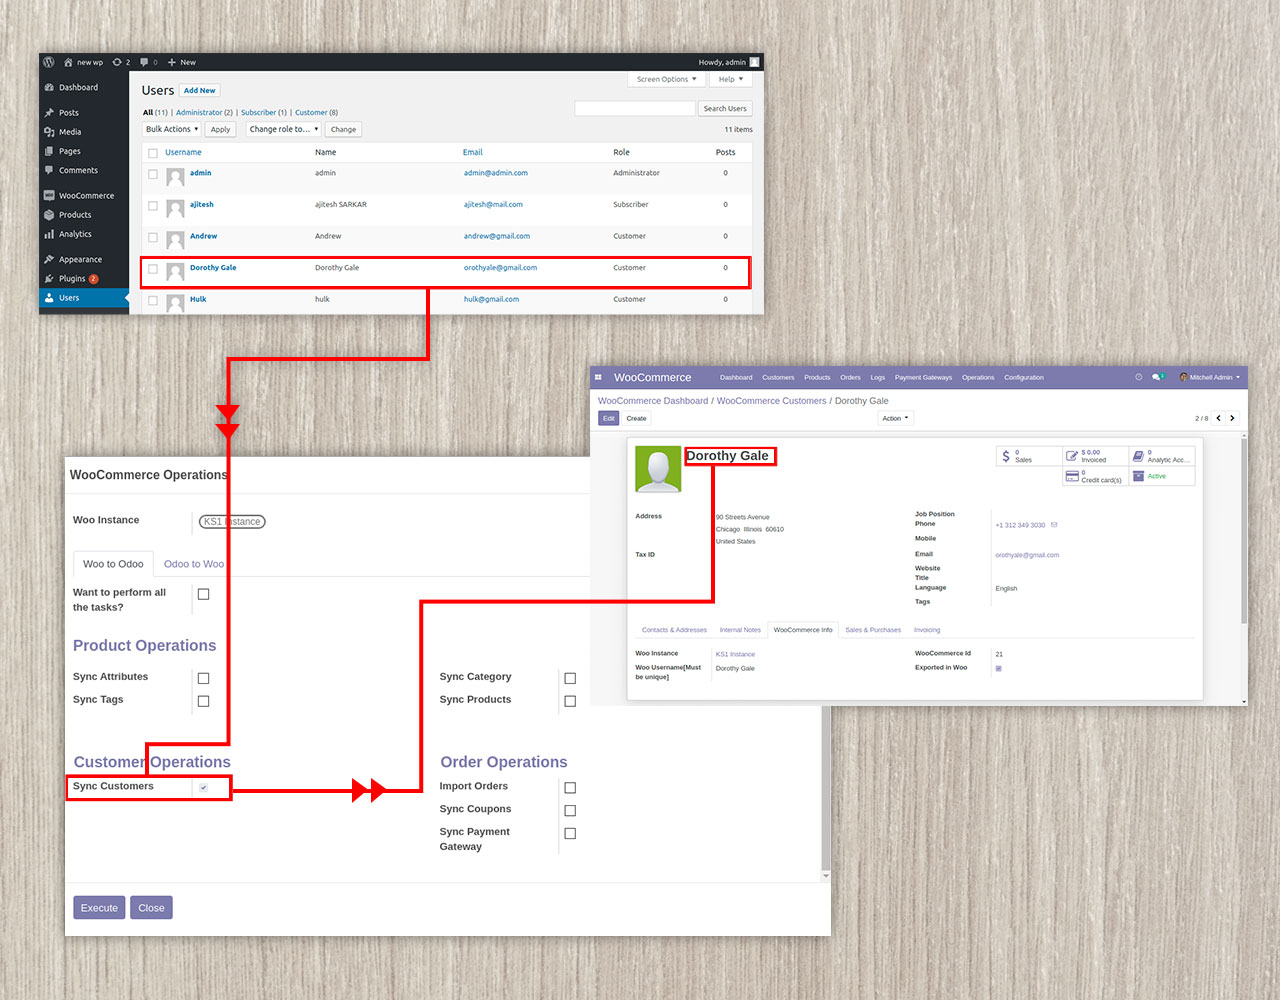 new wp 2 0 New Howdy, admin
Screen Options ▼ Help ▼
Dashboard
Posts
Media
Pages
Comments
WooCommerce
Products
Analytics
Appearance
Plugins 2
Users
Users Add New
All (11) | Administrator (2) | Subscriber (1) | Customer (8)
Search Users
Bulk Actions ▼ Apply Change role to... ▼ Change 11 items
Username Name Email Role Posts
admin admin admin@admin.com Administrator 0
ajitesh ajitesh SARKAR ajitesh@mail.com Subscriber 0
Andrew Andrew andrew@gmail.com Customer 0
Dorothy Gale Dorothy Gale orothyale@gmail.com Customer 0
Hulk hulk hulk@gmail.com Customer 0
WooCommerce Dashboard Customers Products Orders Logs Payment Gateways Operations Configuration Mitchell Admin
WooCommerce Dashboard / WooCommerce Customers / Dorothy Gale
Edit Create Action 2 / 8
Dorothy Gale
$ 0 Sales
$ 0.00 Invoiced
0 Analytic Acc...
0 Credit card(s)
Active
Address
90 Streets Avenue
Chicago Illinois 60610
United States
Tax ID
Job Position
Phone +1 312 349 3030
Mobile
Email orothyale@gmail.com
Website
Title
Language English
Tags
Contacts & Addresses Internal Notes WooCommerce Info Sales & Purchases Invoicing
Woo Instance KS1 Instance
Woo Username[Must be unique] Dorothy Gale
WooCommerce Id 21
Exported in Woo
WooCommerce Operations
Woo Instance KS1 Instance
Woo to Odoo Odoo to Woo
Want to perform all
the tasks?
Product Operations
Sync Attributes Sync Category
Sync Tags Sync Products
Customer Operations Order Operations
Sync Customers Import Orders
Sync Coupons
Sync Payment
Gateway
Execute Close